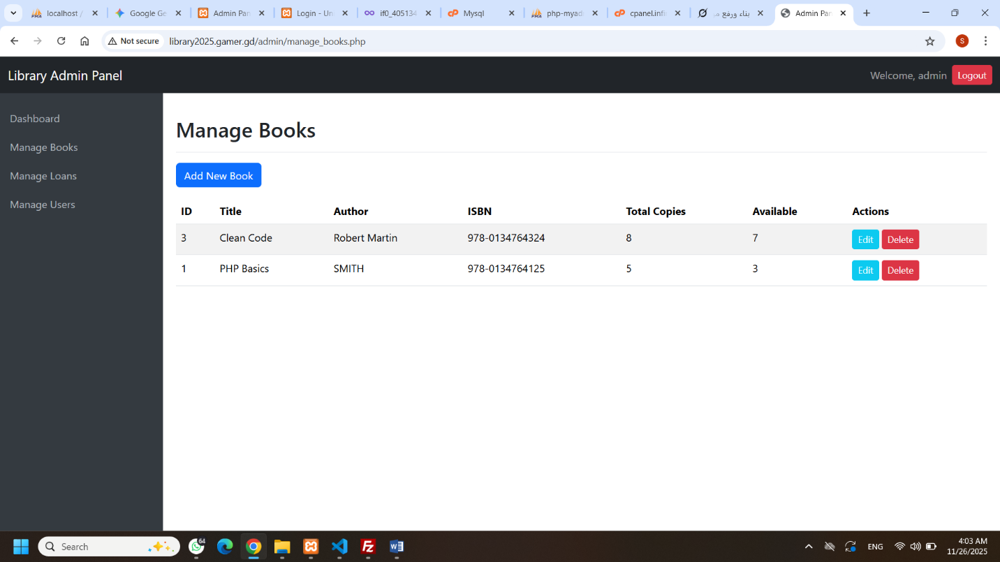 localhost /
Google Ge
Admin Pan
Login - Un
if0_405134
Mysql
php-myadi
cpanel.infi
بناء ورفع م
Admin Pan
Not secure
library2025.gamer.gd/admin/manage_books.php
S
Library Admin Panel
Welcome, admin
Logout
Dashboard
Manage Books
Manage Loans
Manage Users
Manage Books
Add New Book
ID Title Author ISBN Total Copies Available Actions
3 Clean Code Robert Martin 978-0134764324 8 7 Edit Delete
1 PHP Basics SMITH 978-0134764125 5 3 Edit Delete
Search
64
ENG
4:03 AM
11/26/2025